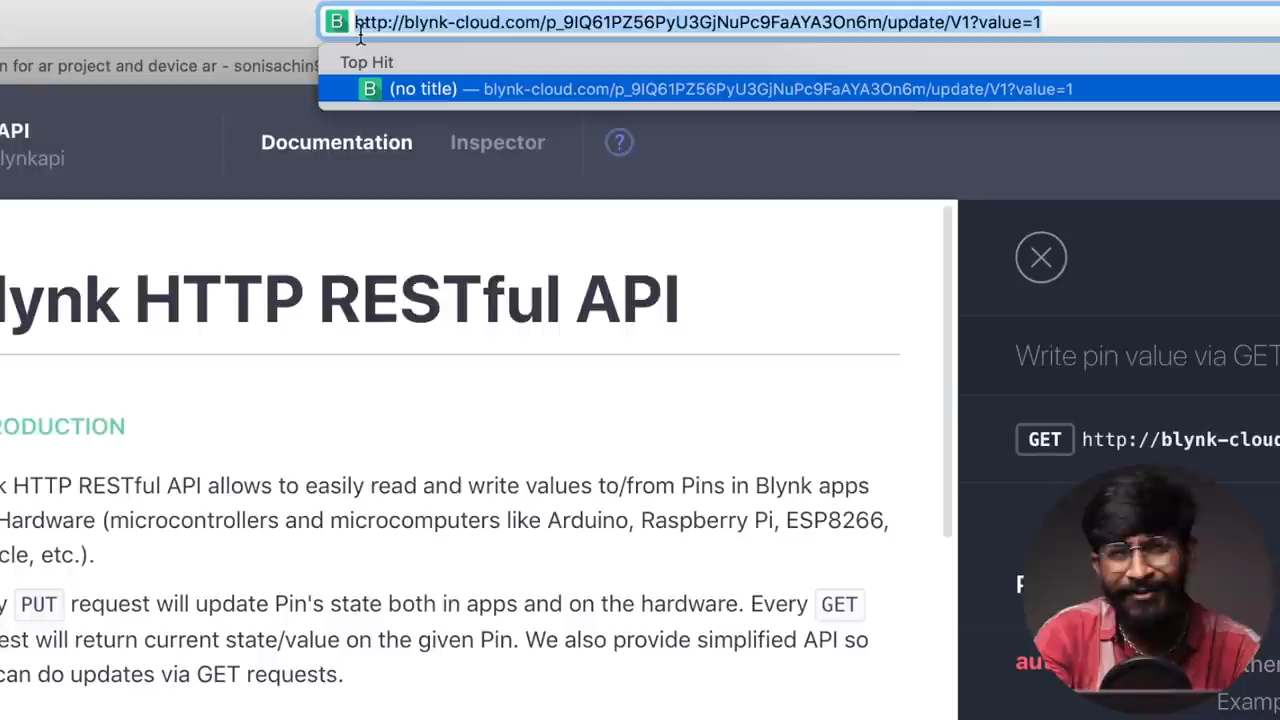 B http://blynk-cloud.com/p_9IQ61PZ56PyU3GjNuPc9FaAYA3On6m/update/V1?value=1
n for ar project and device ar - sonisachin9
Top Hit
B (no title) — blynk-cloud.com/p_9IQ61PZ56PyU3GjNuPc9FaAYA3On6m/update/V1?value=1
API
lynkapi
Documentation
Inspector
?
lynk HTTP RESTful API
RODUCTION
k HTTP RESTful API allows to easily read and write values to/from Pins in Blynk apps
Hardware (microcontrollers and microcomputers like Arduino, Raspberry Pi, ESP8266,
cle, etc.).
y PUT request will update Pin's state both in apps and on the hardware. Every GET
est will return current state/value on the given Pin. We also provide simplified API so
can do updates via GET requests.
Write pin value via GET
GET http://blynk-cloud
au
Examp